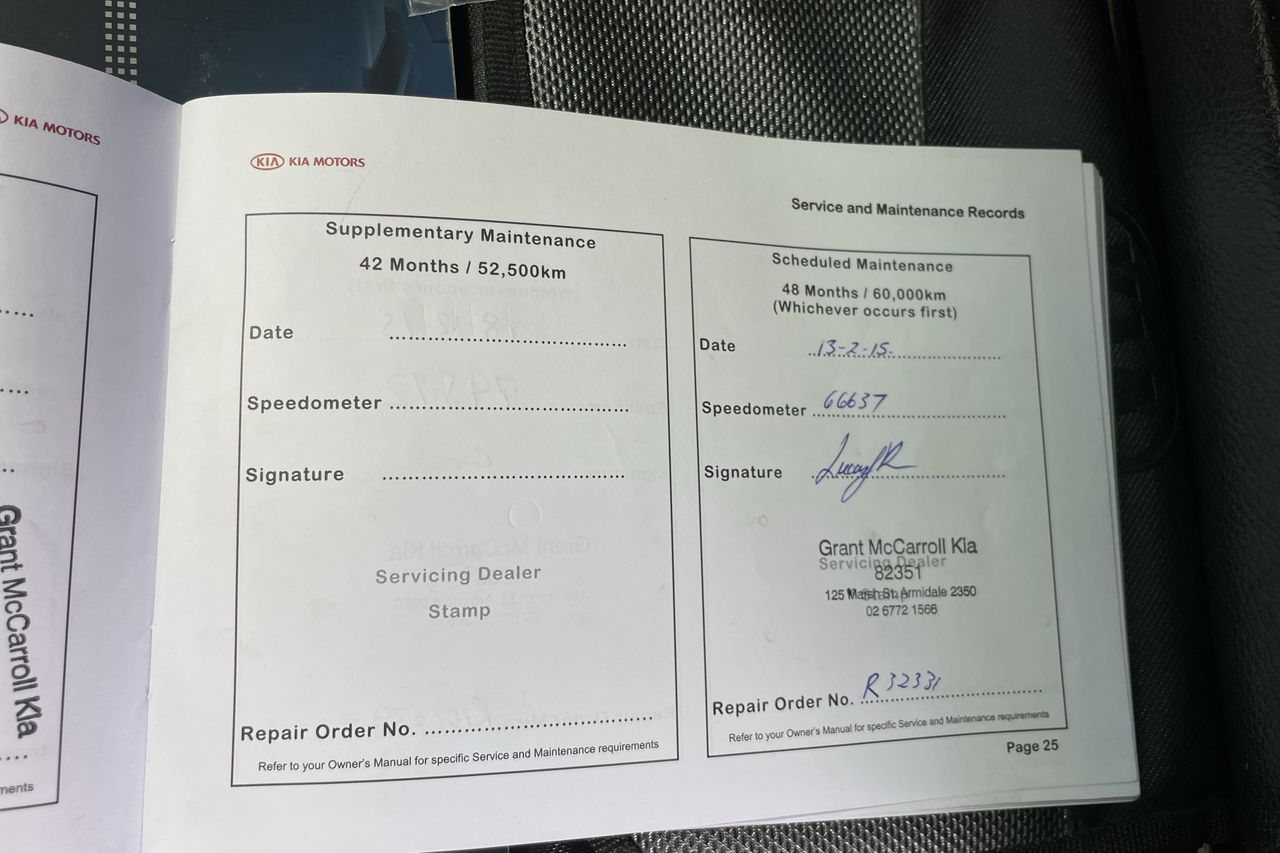 KIA MOTORS
Grant McCarroll Kia
ments
KIA KIA MOTORS
Service and Maintenance Records
Supplementary Maintenance
42 Months / 52,500km
Date ........................................
Speedometer ........................................
Signature ........................................
Servicing Dealer
Stamp
Repair Order No. ........................................
Refer to your Owner's Manual for specific Service and Maintenance requirements
Scheduled Maintenance
48 Months / 60,000km
(Whichever occurs first)
Date 13-2-15.
Speedometer 66637
Signature
Grant McCarroll Kia
Servicing Dealer
82351
125 Marsh St. Armidale 2350
02 6772 1566
Repair Order No. R32331
Refer to your Owner's Manual for specific Service and Maintenance requirements
Page 25